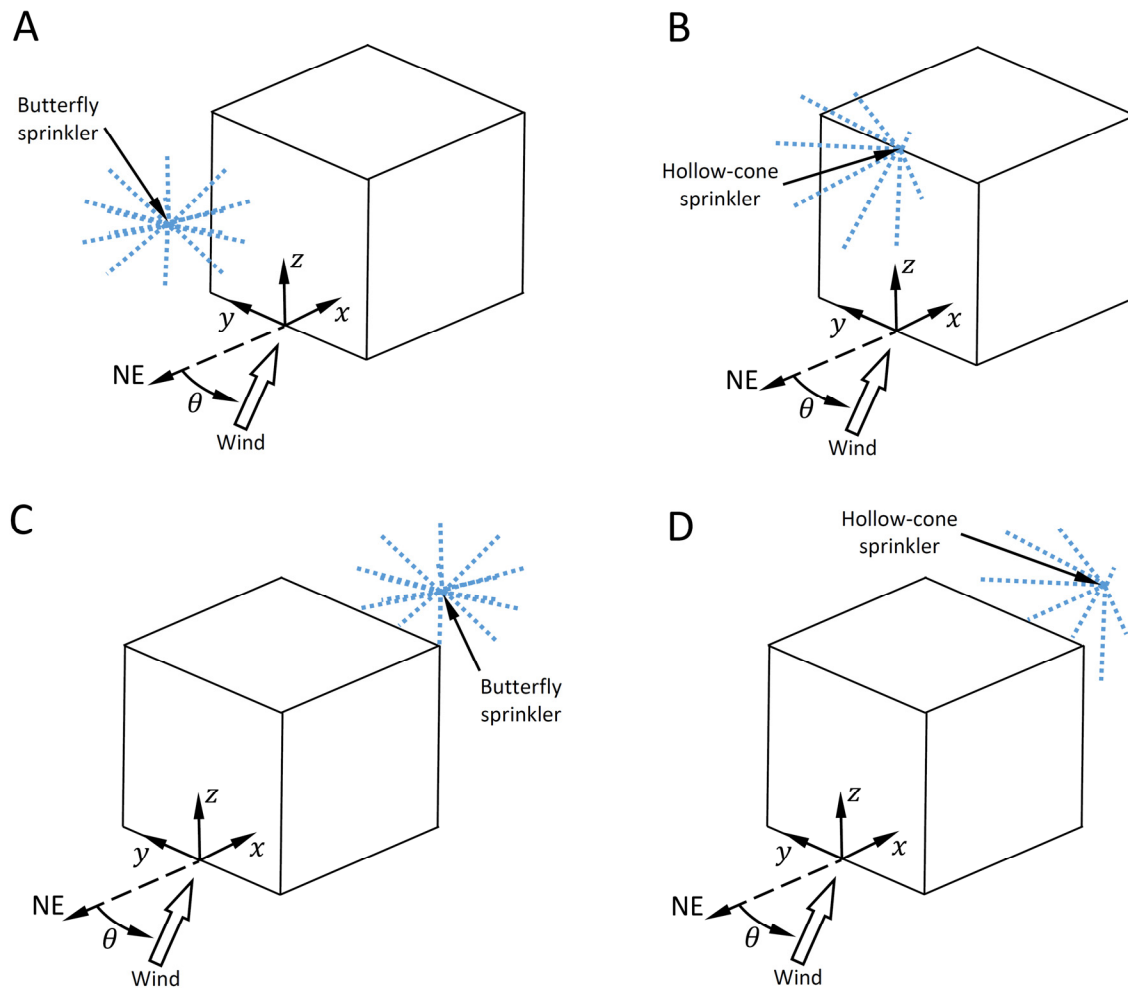 A
Butterfly
sprinkler
z
y
x
NE
θ
Wind
B
Hollow-cone
sprinkler
z
y
x
NE
θ
Wind
C
Butterfly
sprinkler
z
y
x
NE
θ
Wind
D
Hollow-cone
sprinkler
z
y
x
NE
θ
Wind